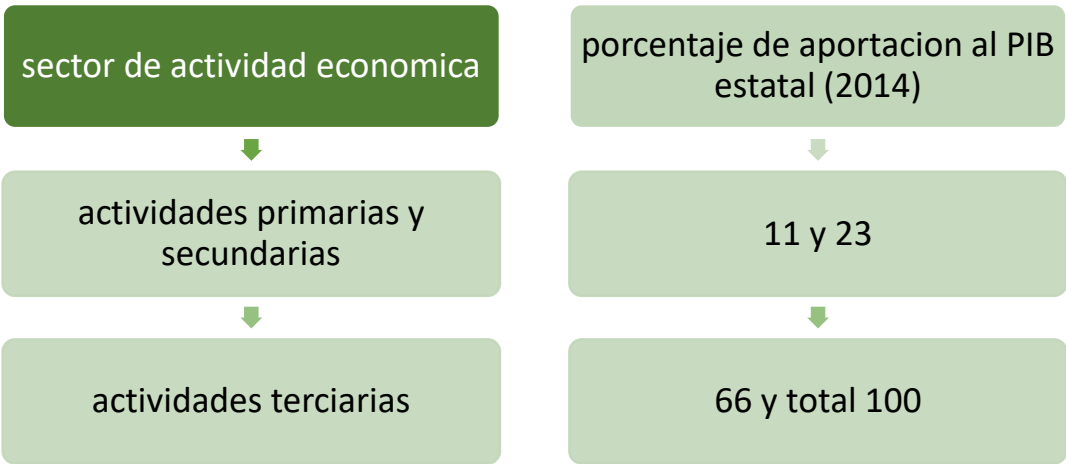 sector de actividad economica
porcentaje de aportacion al PIB
estatal (2014)
actividades primarias y
secundarias
11 y 23
actividades terciarias
66 y total 100